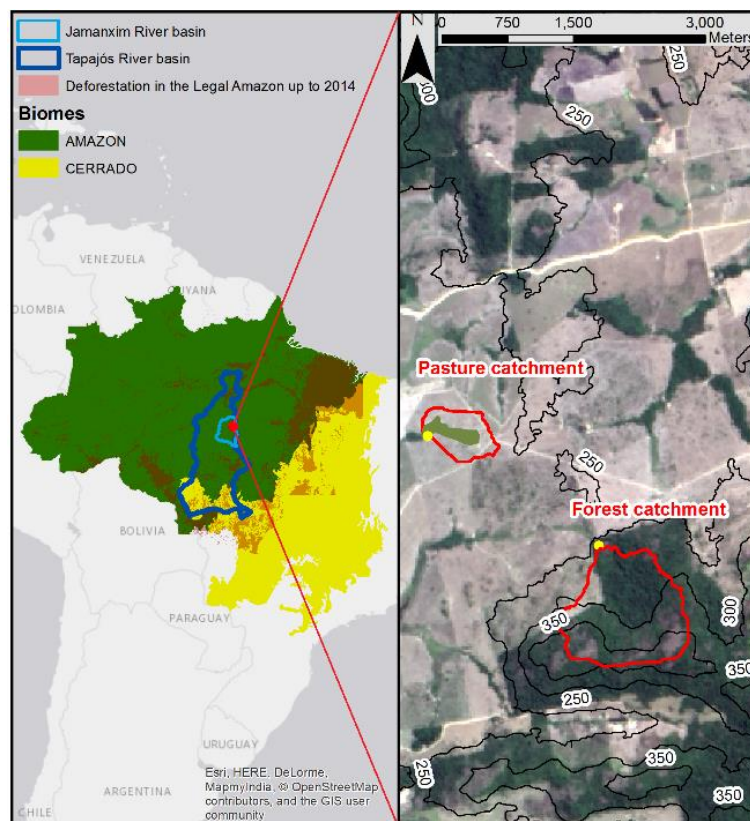 Jamanxim River basin
Tapajós River basin
Deforestation in the Legal Amazon up to 2014
Biomes
AMAZON
CERRADO
VENEZUELA
GUYANA
OLOMBIA
BOLIVIA
PARAGUAY
URUGUAY
ARGENTINA
CHILE
Esri, HERE, DeLorme,
MapmyIndia, © OpenStreetMap
contributors, and the GIS user
community
N
0 750 1,500 3,000
Meters
300
250
250
250
Pasture catchment
250
Forest catchment
300
350
350
250
350
250
250
350